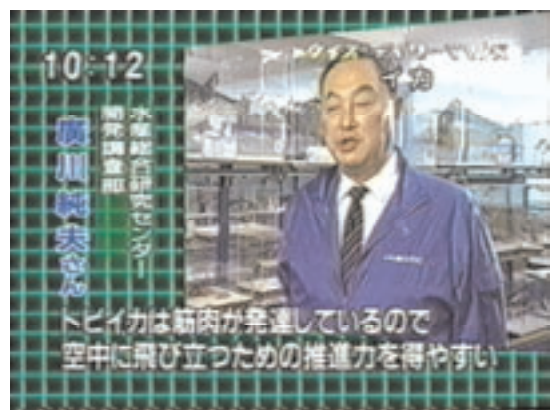 10:12
イカ
水産総合研究センター
開発調査部
廣川純夫さん
トビイカは筋肉が発達しているので
空中に飛び立つための推進力を得やすい